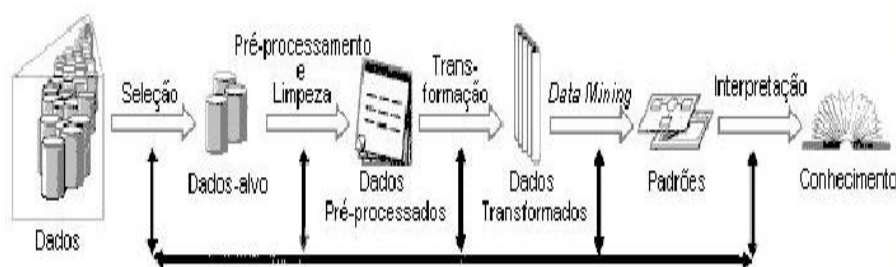 Pré-processamento
e
Limpeza
Seleção
Trans-
formação
Data Mining
Interpretação
Dados
Dados-alvo
Dados
Pré-processados
Dados
Transformados
Padrões
Conhecimento